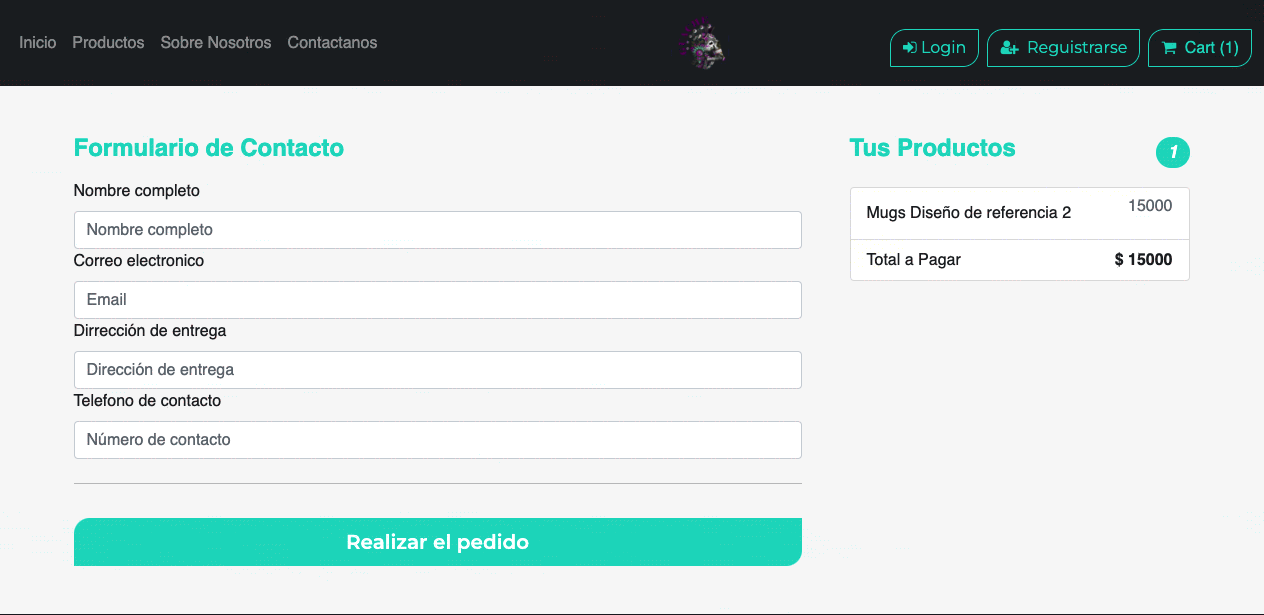 Inicio Productos Sobre Nosotros Contactanos Login Reguistrarse Cart (1)
Formulario de Contacto
Nombre completo
Nombre completo
Correo electronico
Email
Dirrección de entrega
Dirección de entrega
Telefono de contacto
Número de contacto
Realizar el pedido
Tus Productos 1
Mugs Diseño de referencia 2 15000
Total a Pagar $ 15000